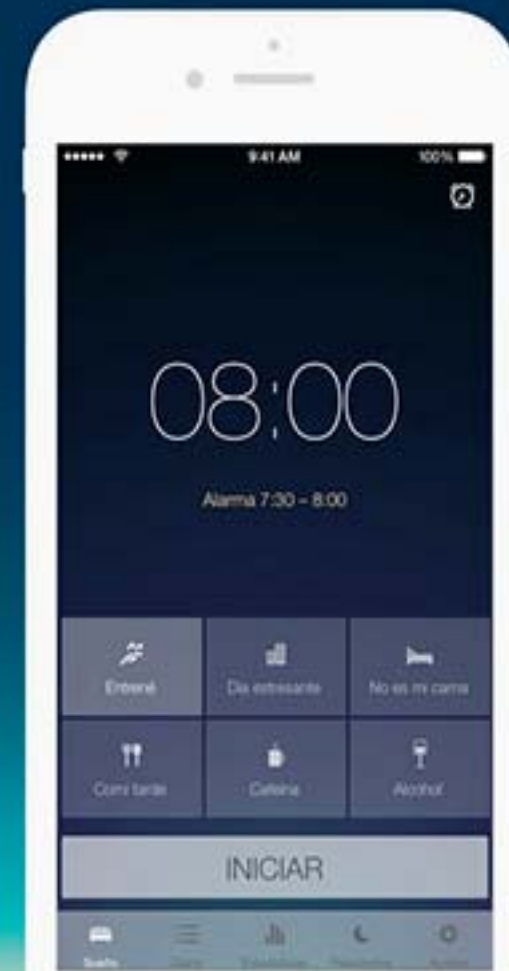 9:41 AM 100%
08:00
Alarma 7:30 – 8:00
Entrené Día estresante No es mi cama
Comí tarde Cafeína Alcohol
INICIAR
Sueño